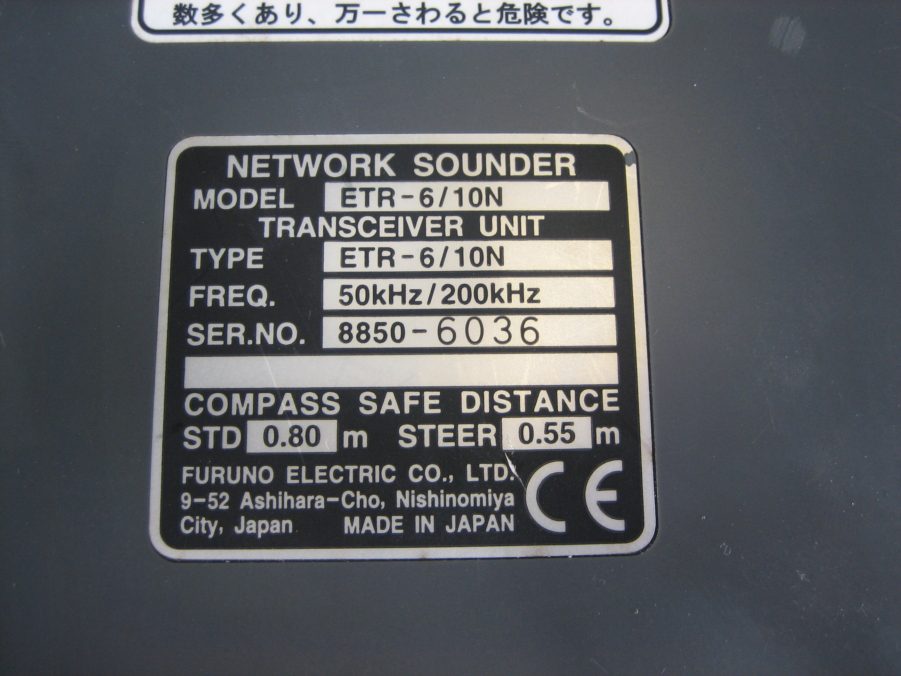 数多くあり、万一さわると危険です。
NETWORK SOUNDER
MODEL ETR-6/10N
TRANSCEIVER UNIT
TYPE ETR-6/10N
FREQ. 50kHz/200kHz
SER.NO. 8850-6036
COMPASS SAFE DISTANCE
STD 0.80 m STEER 0.55 m
FURUNO ELECTRIC CO., LTD.
9-52 Ashihara-Cho, Nishinomiya
City, Japan MADE IN JAPAN
CE